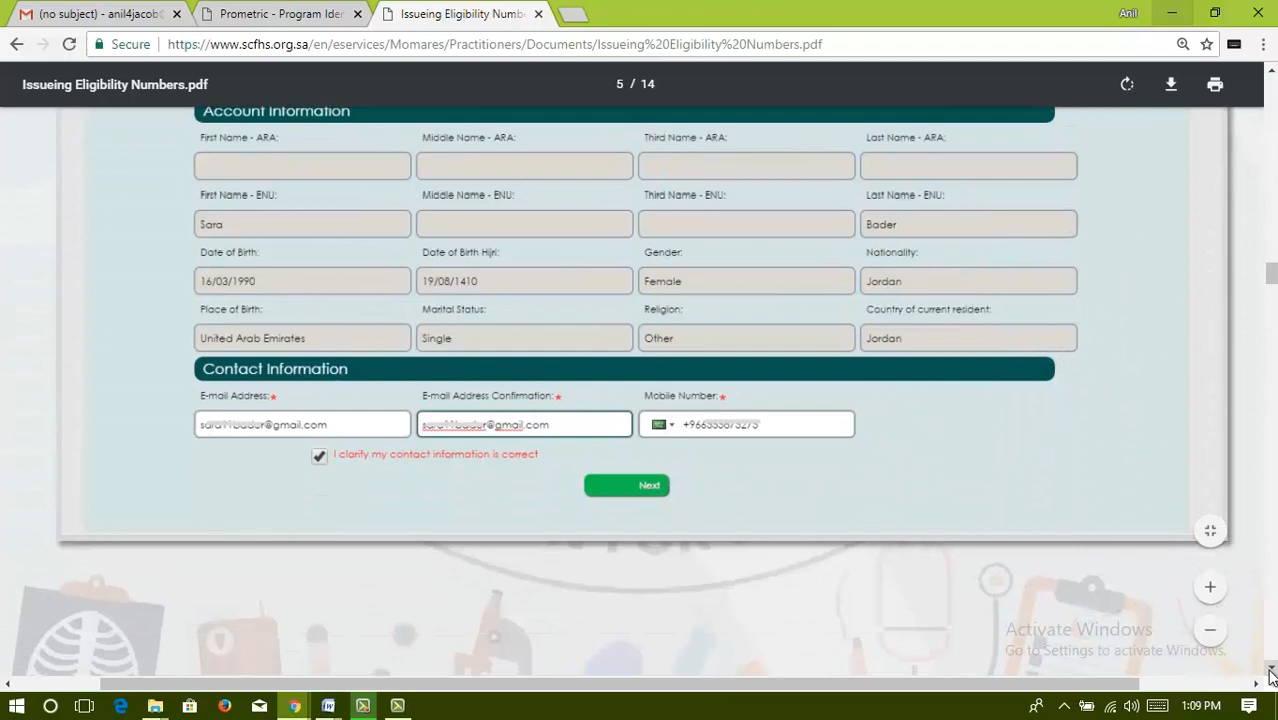 (no subject) - anil4jacob@
Prometric - Program Ider
Issueing Eligibility Numb
Anil
Secure
https://www.scfhs.org.sa/en/eservices/Momares/Practitioners/Documents/Issueing%20Eligibility%20Numbers.pdf
Issueing Eligibility Numbers.pdf
5 / 14
Account Information
First Name - ARA: Middle Name - ARA: Third Name - ARA: Last Name - ARA:
First Name - ENU: Middle Name - ENU: Third Name - ENU: Last Name - ENU:
Sara Bader
Date of Birth: Date of Birth Hijri: Gender: Nationality:
16/03/1990 19/08/1410 Female Jordan
Place of Birth: Marital Status: Religion: Country of current resident:
United Arab Emirates Single Other Jordan
Contact Information
E-mail Address:* E-mail Address Confirmation:* Mobile Number:*
@gmail.com @gmail.com
I clarify my contact information is correct
Next
Activate Windows
Go to Settings to activate Windows.
1:09 PM